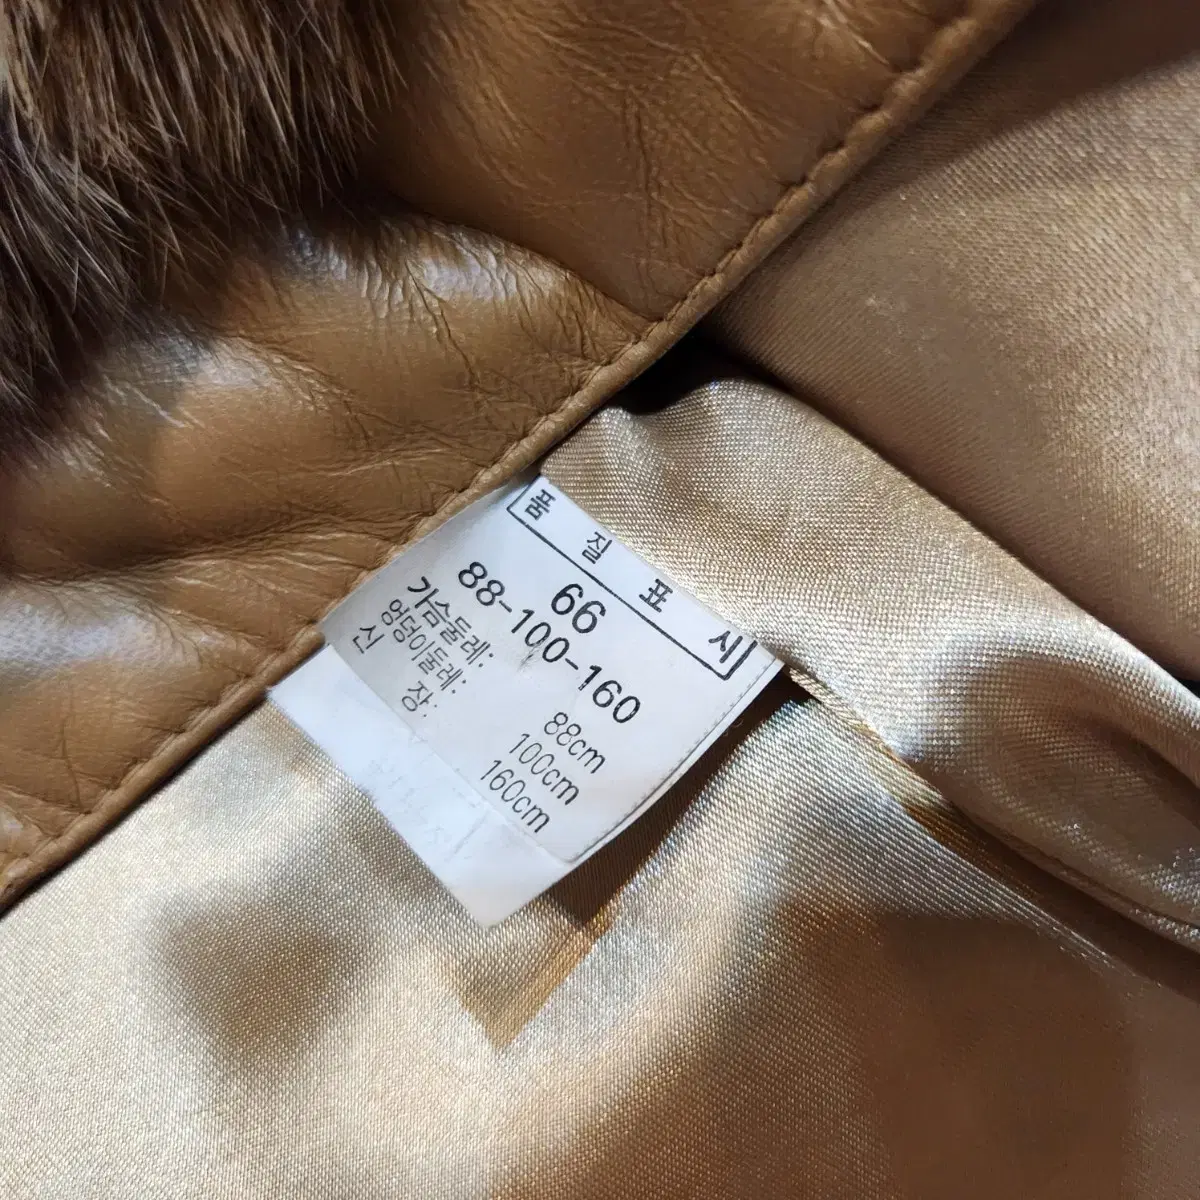 품질표시
66
88-100-160
가슴둘레: 88cm
엉덩이둘레: 100cm
신장: 160cm